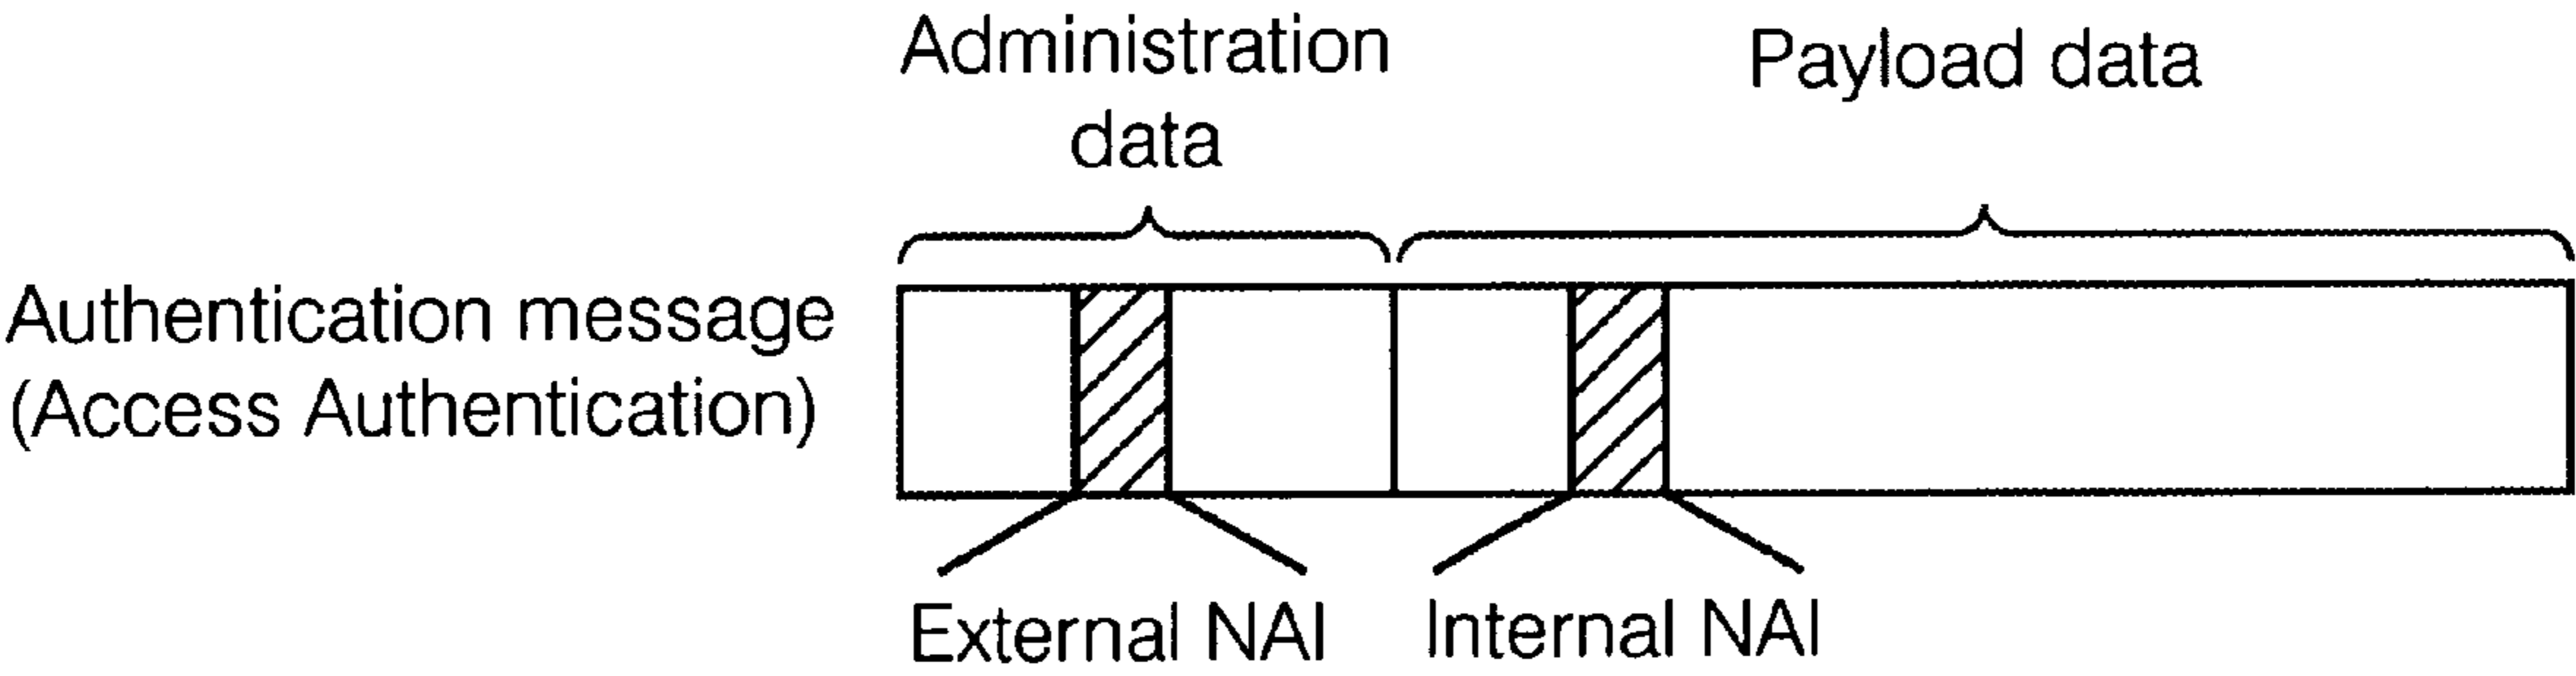 Administration
data
Payload data
Authentication message
(Access Authentication)
External NAI
Internal NAI